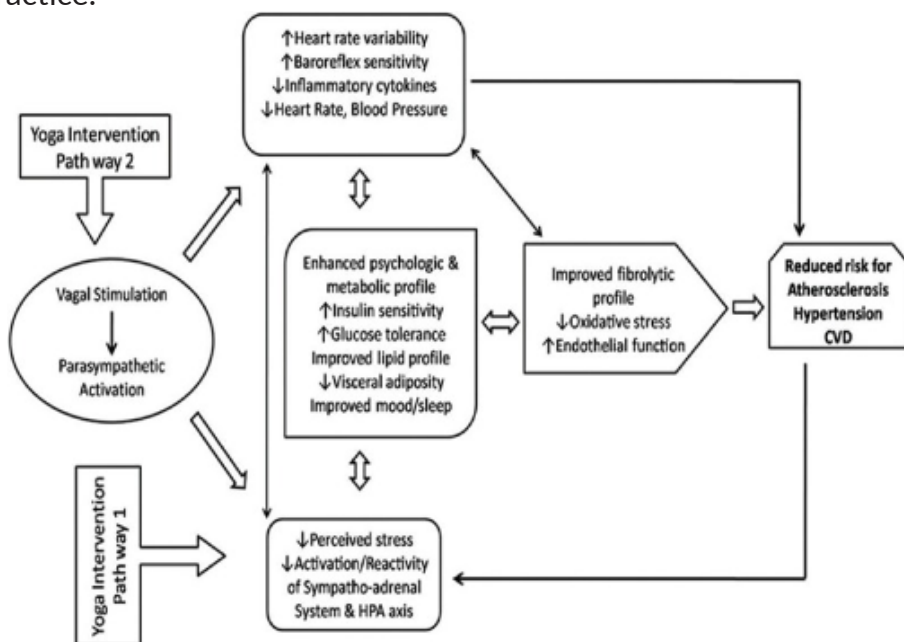 actice.
↑Heart rate variability
↑Baroreflex sensitivity
↓Inflammatory cytokines
↓Heart Rate, Blood Pressure
Yoga Intervention
Path way 2
Vagal Stimulation
Parasympathetic
Activation
Enhanced psychologic &
metabolic profile
↑Insulin sensitivity
↑Glucose tolerance
Improved lipid profile
↓Visceral adiposity
Improved mood/sleep
Improved fibrolytic
profile
↓Oxidative stress
↑Endothelial function
Reduced risk for
Atherosclerosis
Hypertension
CVD
Yoga Intervention
Path way 1
↓Perceived stress
↓Activation/Reactivity
of Sympatho-adrenal
System & HPA axis